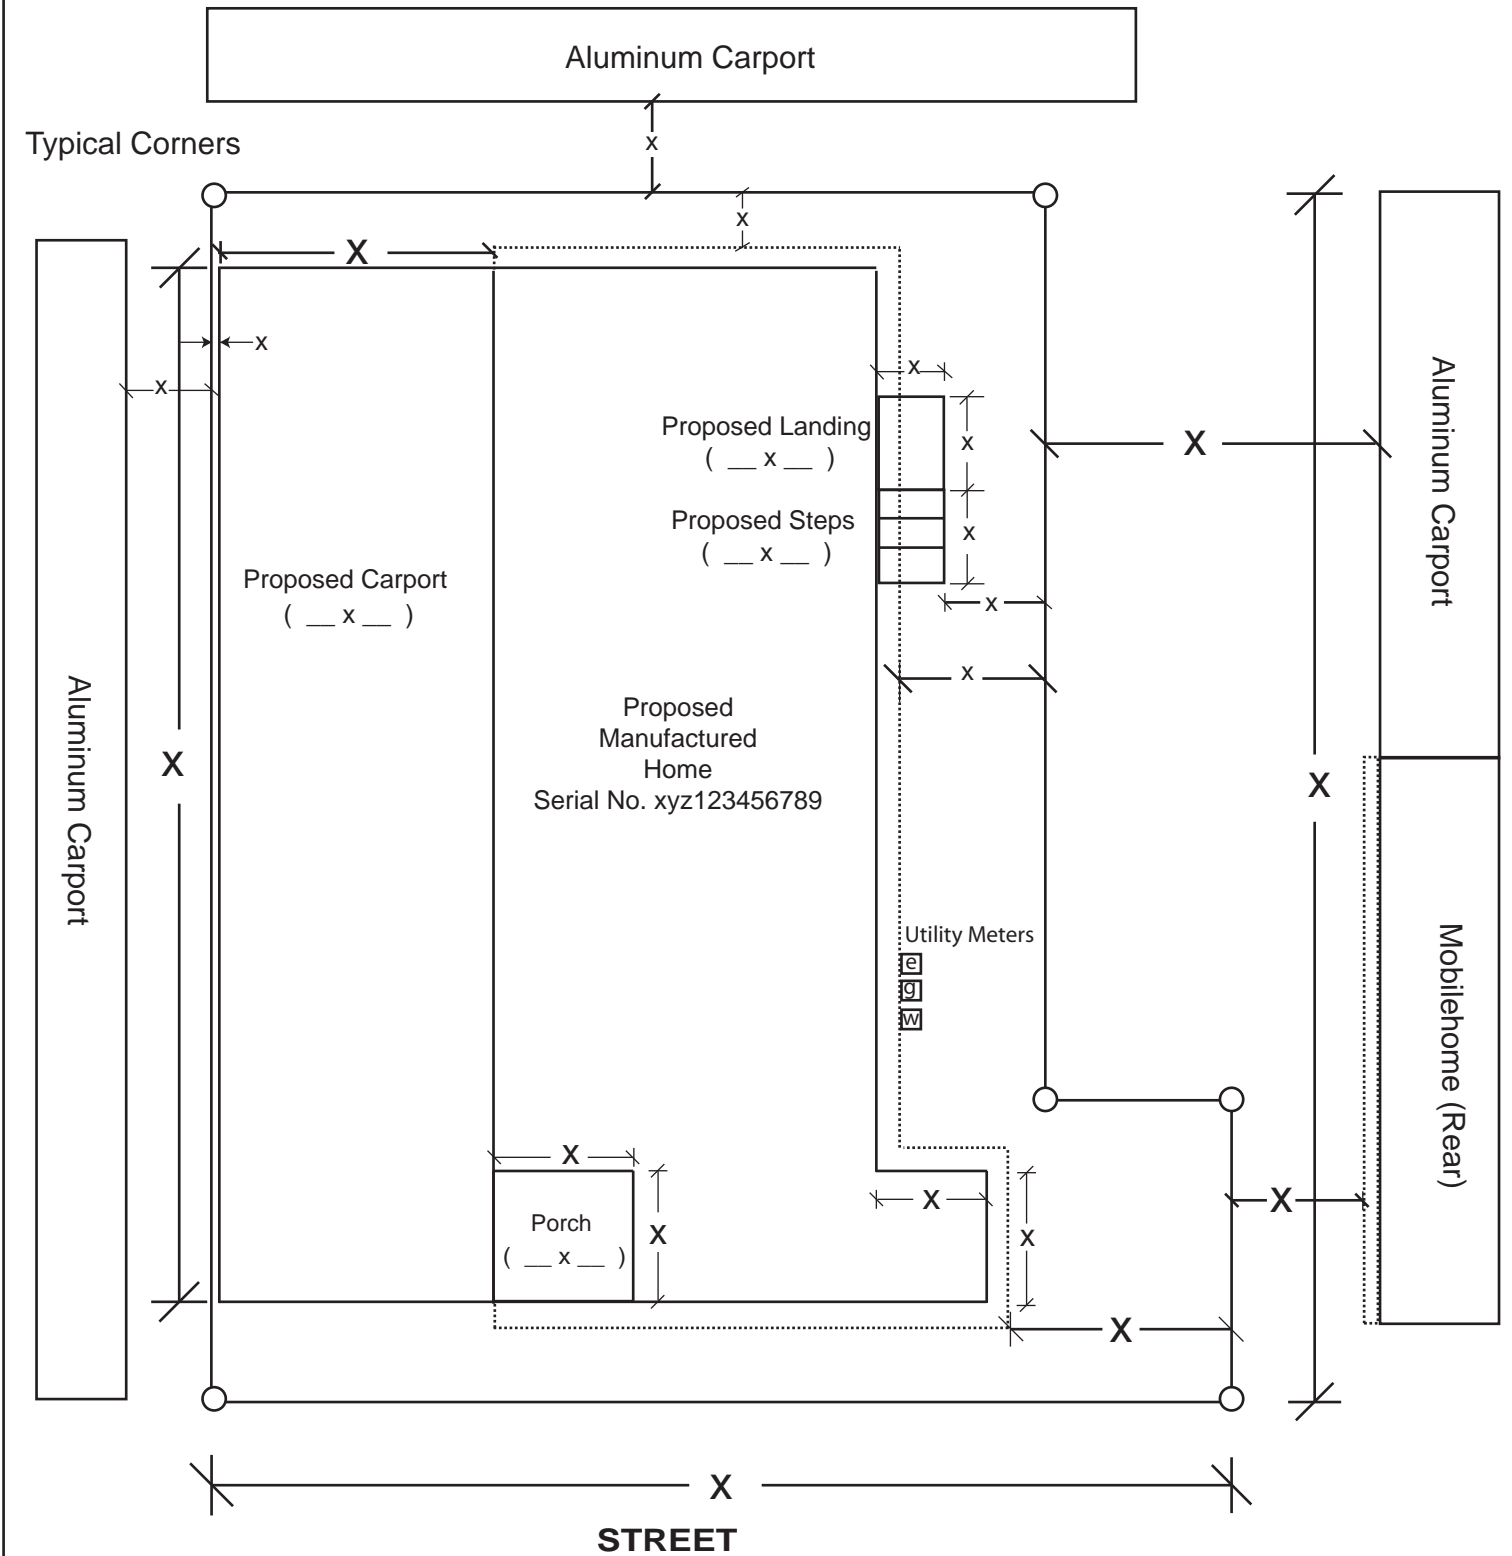 Aluminum Carport
x
Typical Corners
x
X
x
x
x
Proposed Landing
( __ x __ )
x
X
Aluminum Carport
Proposed Steps
( __ x __ )
x
Proposed Carport
( __ x __ )
x
x
Aluminum Carport
X
Proposed
Manufactured
Home
Serial No. xyz123456789
X
Utility Meters
e
g
w
Mobilehome (Rear)
X
X
X
Porch
( __ x __ )
X
x
X
X
STREET